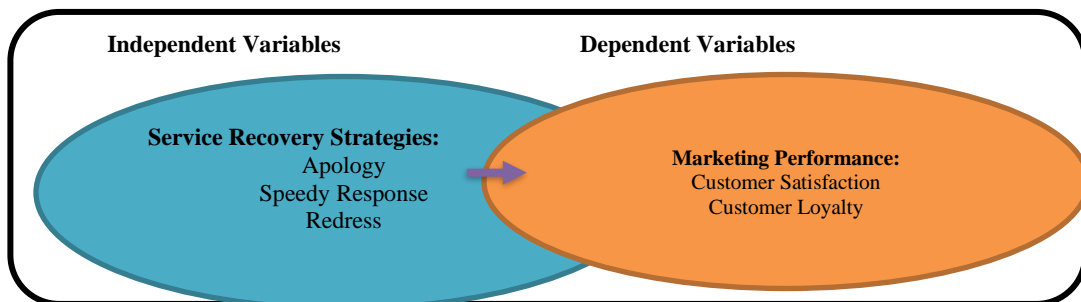 Independent Variables
Dependent Variables
Service Recovery Strategies:
Apology
Speedy Response
Redress
Marketing Performance:
Customer Satisfaction
Customer Loyalty